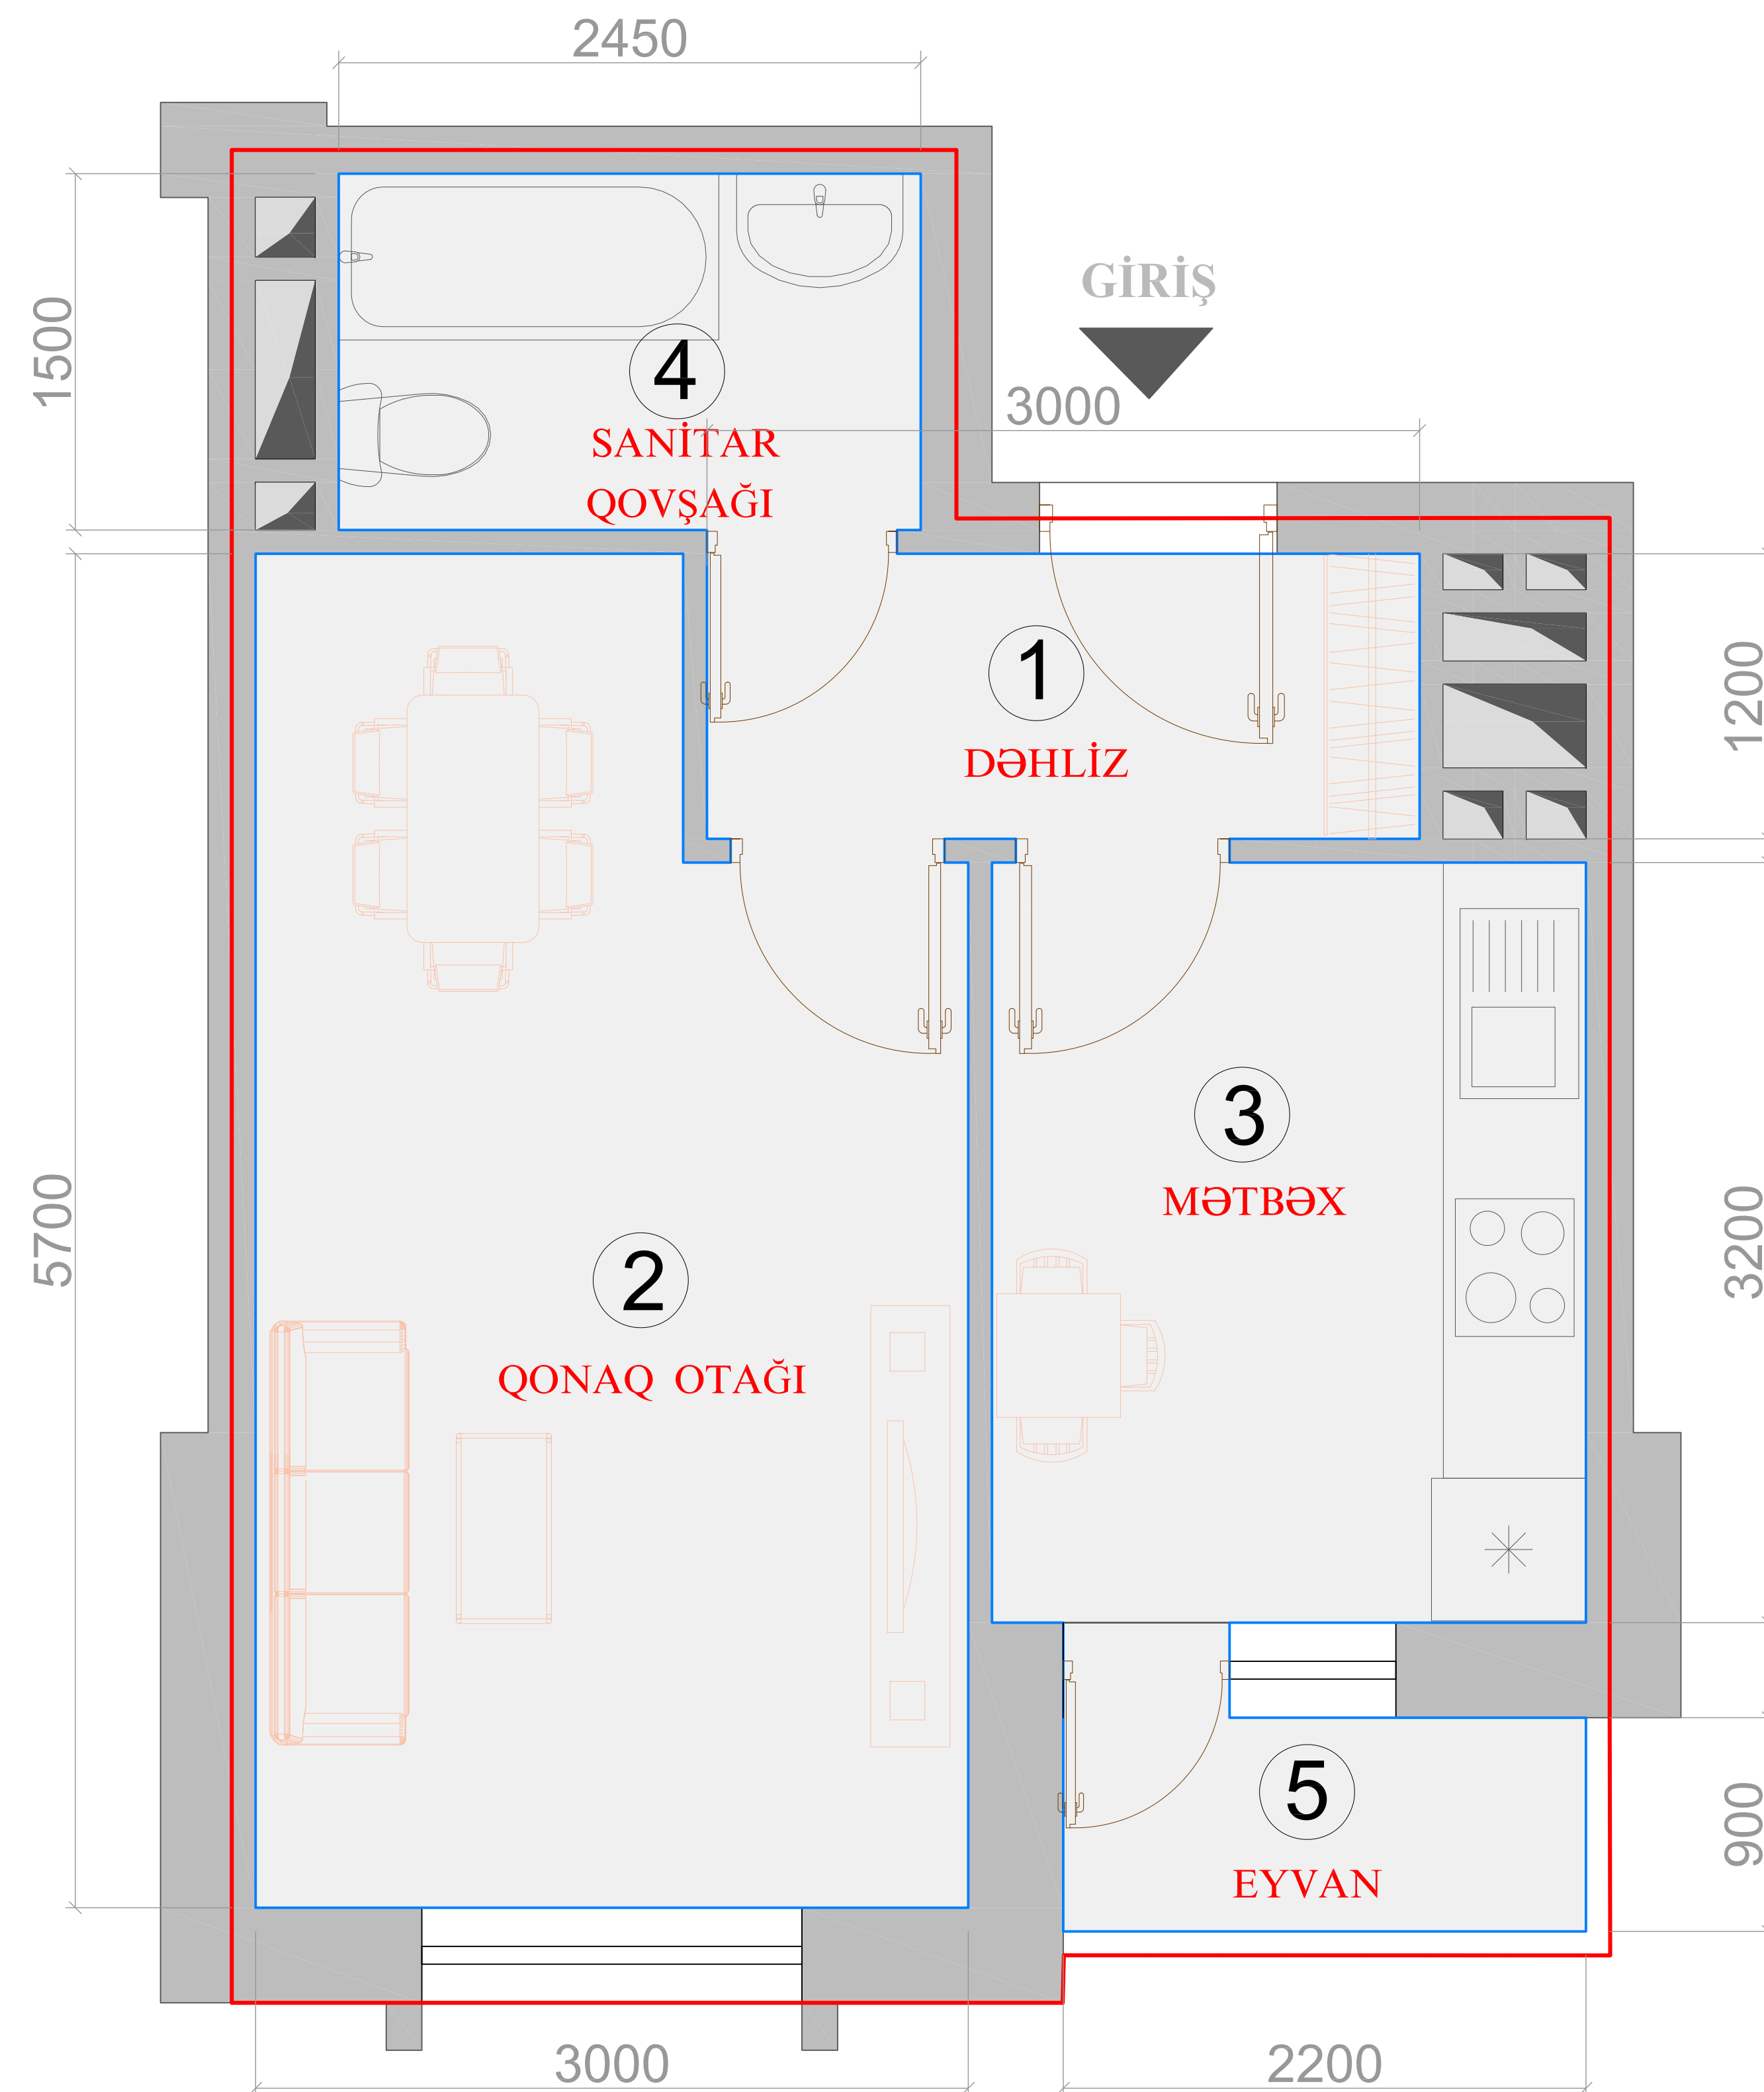 2450
GİRİŞ
1500
4
3000
SANİTAR
QOVŞAĞI
1
1200
DƏHLİZ
3
MƏTBƏX
5700
3200
2
QONAQ OTAĞI
5
900
EYVAN
3000
2200